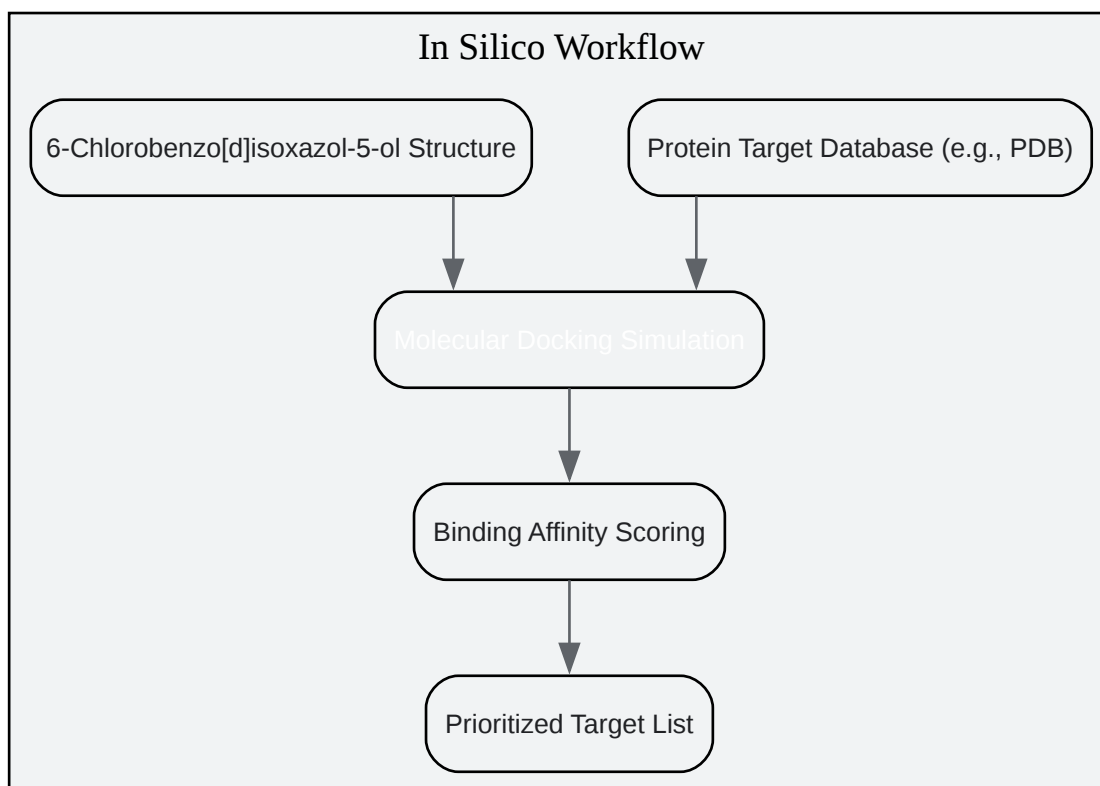 In Silico Workflow
6-Chlorobenzo[d]isoxazol-5-ol Structure
Protein Target Database (e.g., PDB)
Molecular Docking Simulation
Binding Affinity Scoring
Prioritized Target List